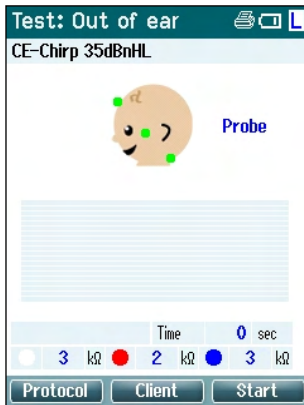 Test: Out of ear L
CE-Chirp 35dBnHL
Probe
Time 0 sec
3 kΩ 2 kΩ 3 kΩ
Protocol Client Start